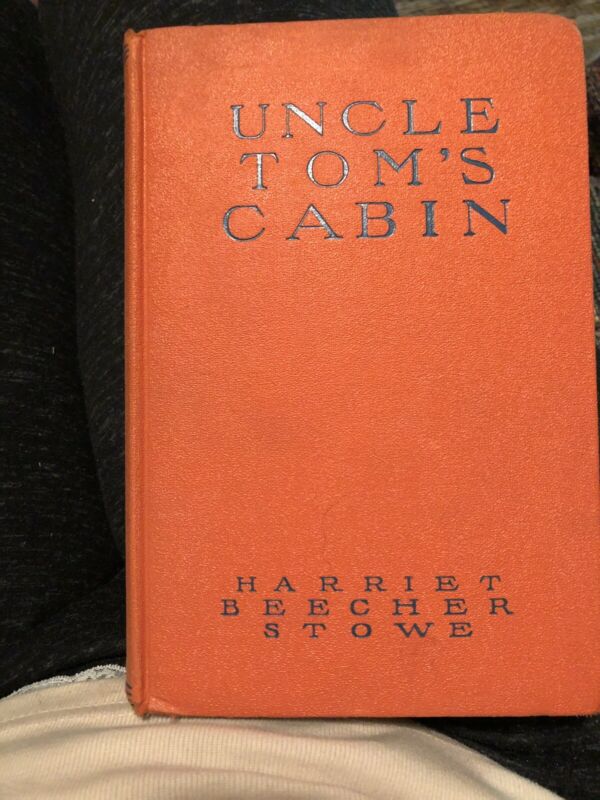 UNCLE
TOM'S
CABIN
HARRIET
BEECHER
STOWE